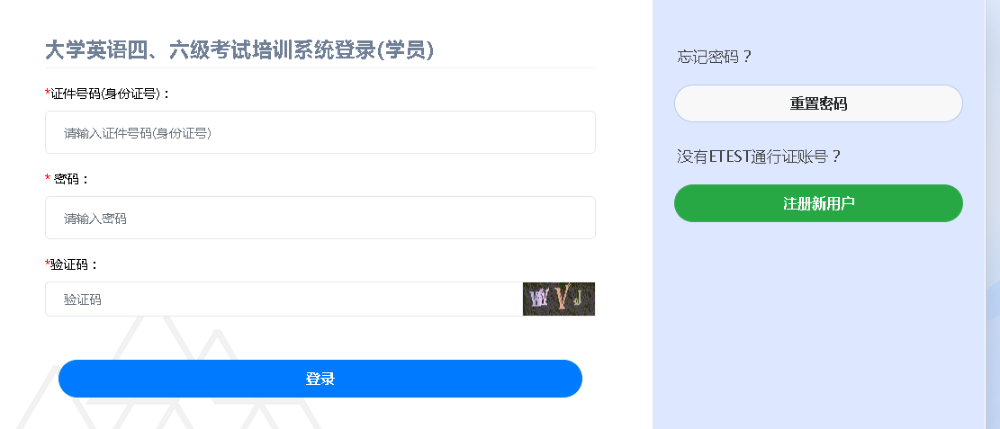 大学英语四、六级考试培训系统登录(学员)
*证件号码(身份证号)：
请输入证件号码(身份证号)
* 密码：
请输入密码
*验证码：
验证码
登录
忘记密码？
重置密码
没有ETEST通行证账号？
注册新用户